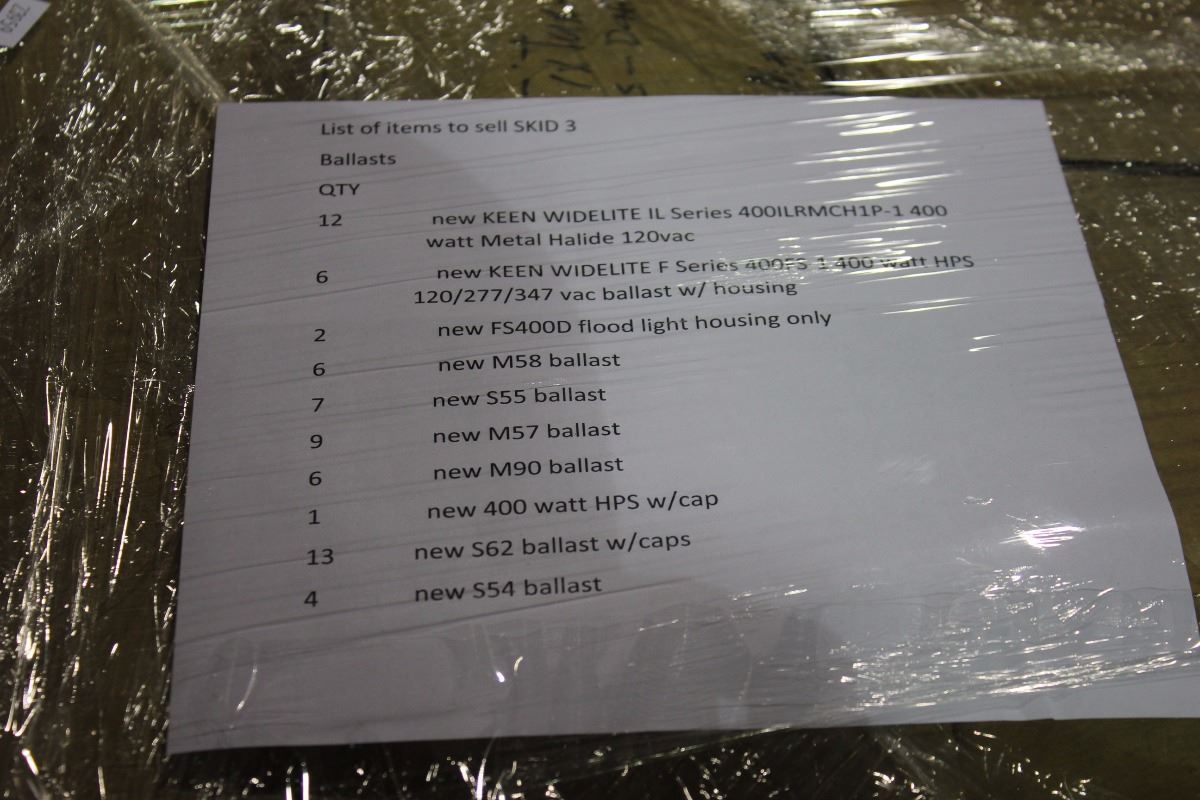 List of items to sell SKID 3
Ballasts
QTY
12 new KEEN WIDELITE IL Series 400ILRMCH1P-1 400
watt Metal Halide 120vac
6 new KEEN WIDELITE F Series 400FS-1 400 watt HPS
120/277/347 vac ballast w/ housing
2 new FS400D flood light housing only
6 new M58 ballast
7 new S55 ballast
9 new M57 ballast
6 new M90 ballast
1 new 400 watt HPS w/cap
13 new S62 ballast w/caps
4 new S54 ballast